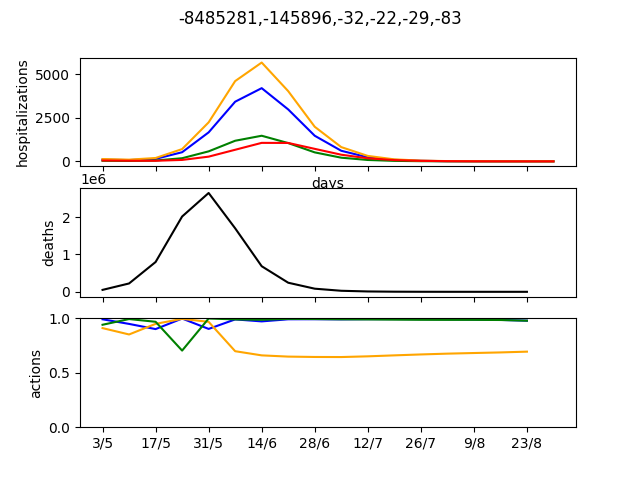 -8485281,-145896,-32,-22,-29,-83
hospitalizations
5000
2500
0
days
1e6
deaths
2
1
0
actions
1.0
0.5
0.0
3/5 17/5 31/5 14/6 28/6 12/7 26/7 9/8 23/8